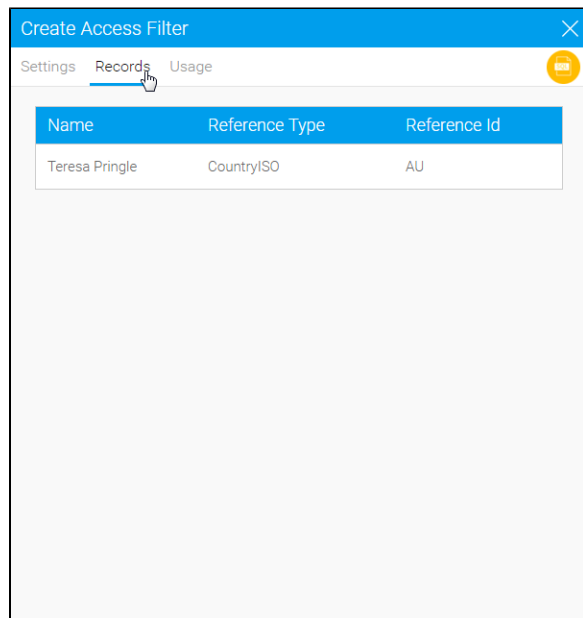 Create Access Filter
Settings Records Usage
Name Reference Type Reference Id
Teresa Pringle CountryISO AU